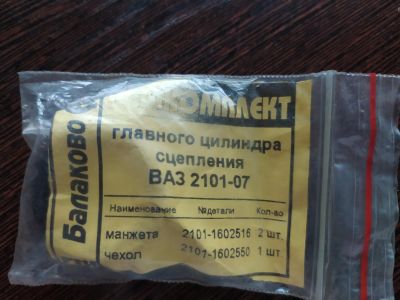 Балаково
КОМПЛЕКТ
главного цилиндра
сцепления
ВАЗ 2101-07
Наименование №детали Кол-во
манжета 2101-1602516 2 шт.
чехол 2101-1602550 1 шт.